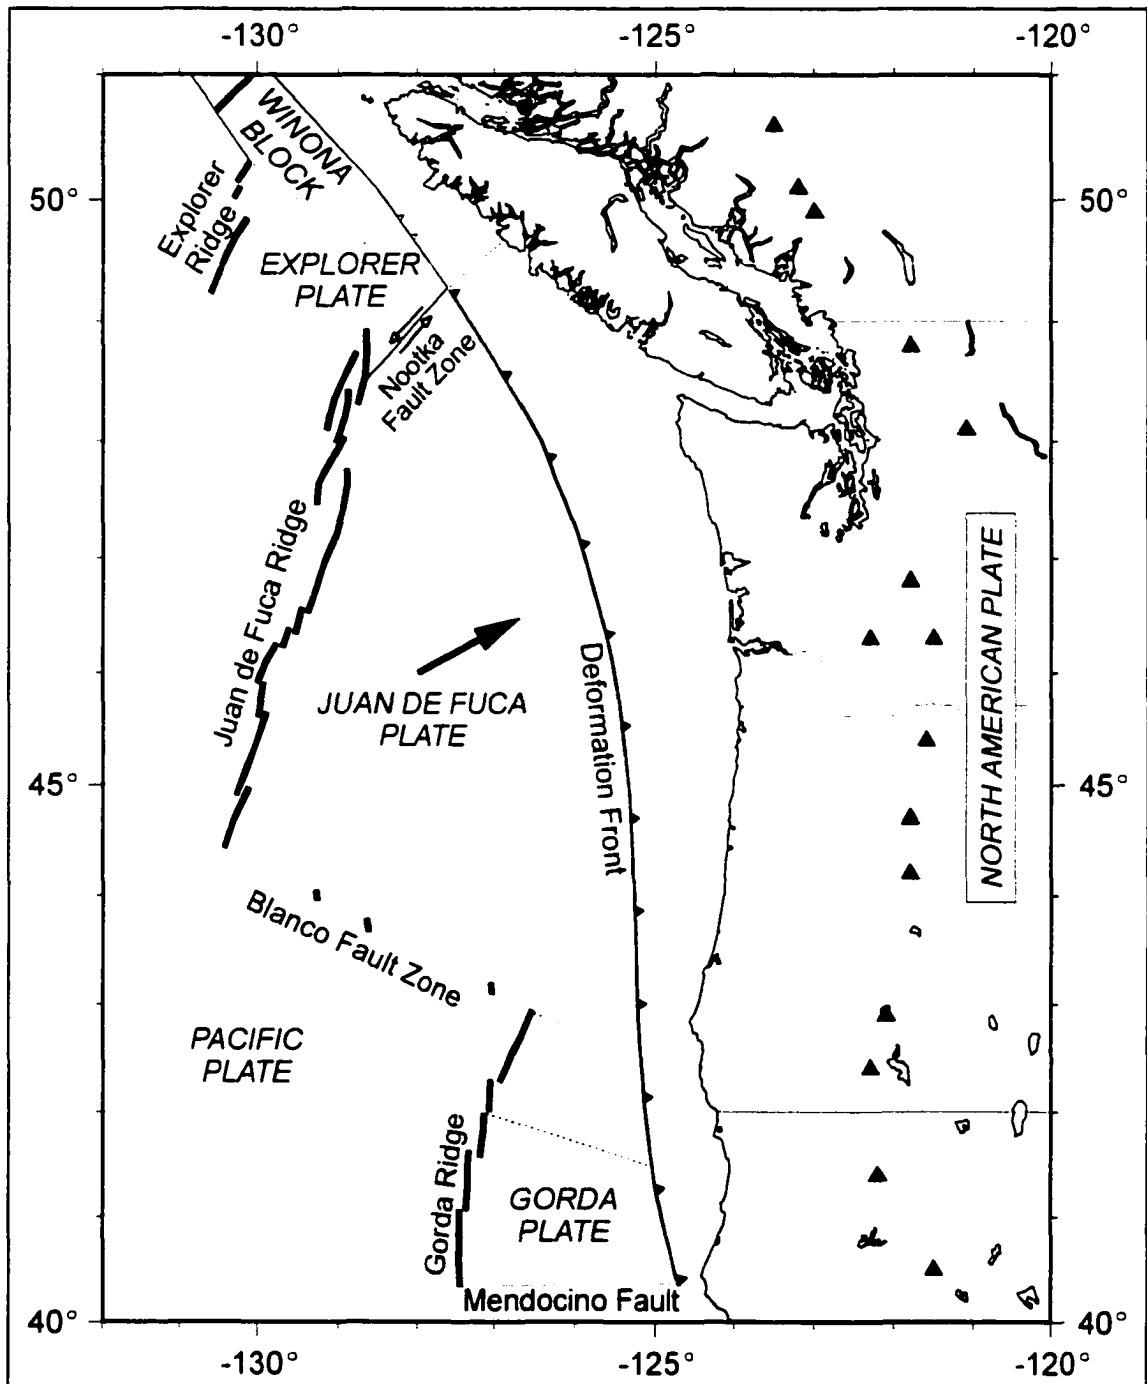 -130°
-125°
-120°
WINONA
BLOCK
50°
50°
Explorer
Ridge
EXPLORER
PLATE
Nootka
Fault Zone
Juan de Fuca Ridge
JUAN DE FUCA
PLATE
Deformation Front
NORTH AMERICAN PLATE
45°
45°
Blanco Fault Zone
PACIFIC
PLATE
Gorda Ridge
GORDA
PLATE
Mendocino Fault
40°
40°
-130°
-125°
-120°